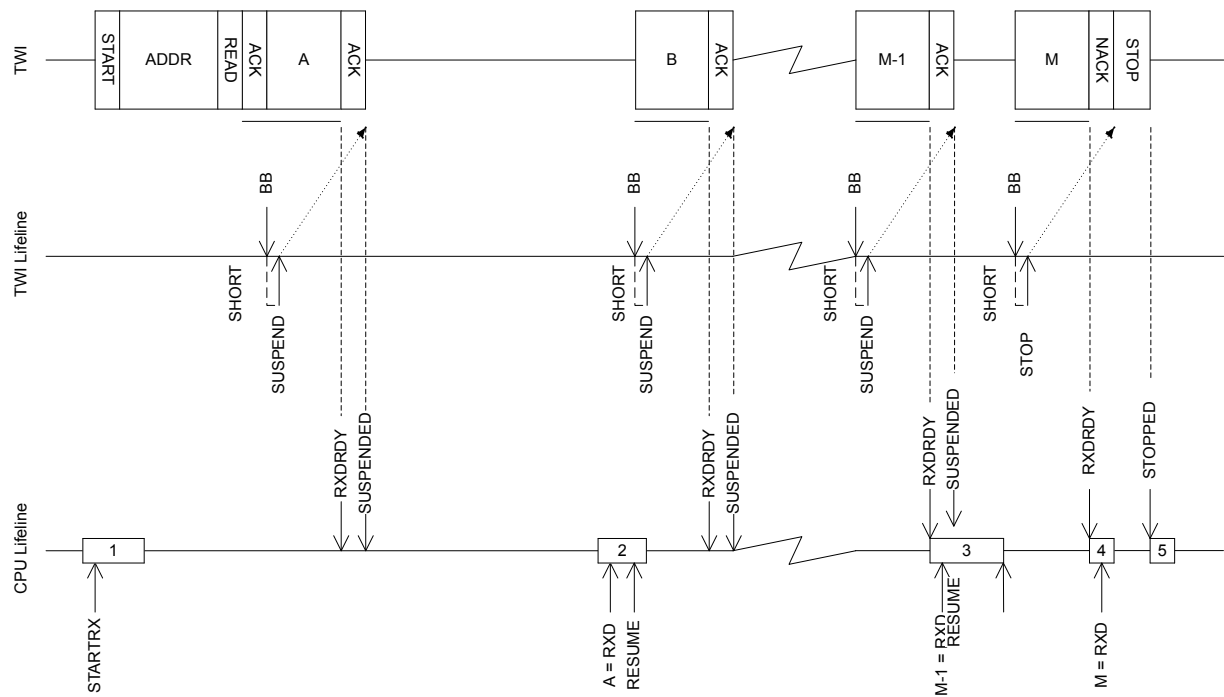 TWI
START
ADDR
READ
ACK
A
ACK
B
ACK
M-1
ACK
M
NACK
STOP
TWI Lifeline
BB
SHORT
SUSPEND
BB
SHORT
SUSPEND
BB
SHORT
SUSPEND
BB
SHORT
STOP
RXDRDY
SUSPENDED
RXDRDY
SUSPENDED
RXDRDY
SUSPENDED
RXDRDY
STOPPED
CPU Lifeline
1
2
3
4
5
STARTRX
A = RXD
RESUME
M-1 = RXD
RESUME
M = RXD